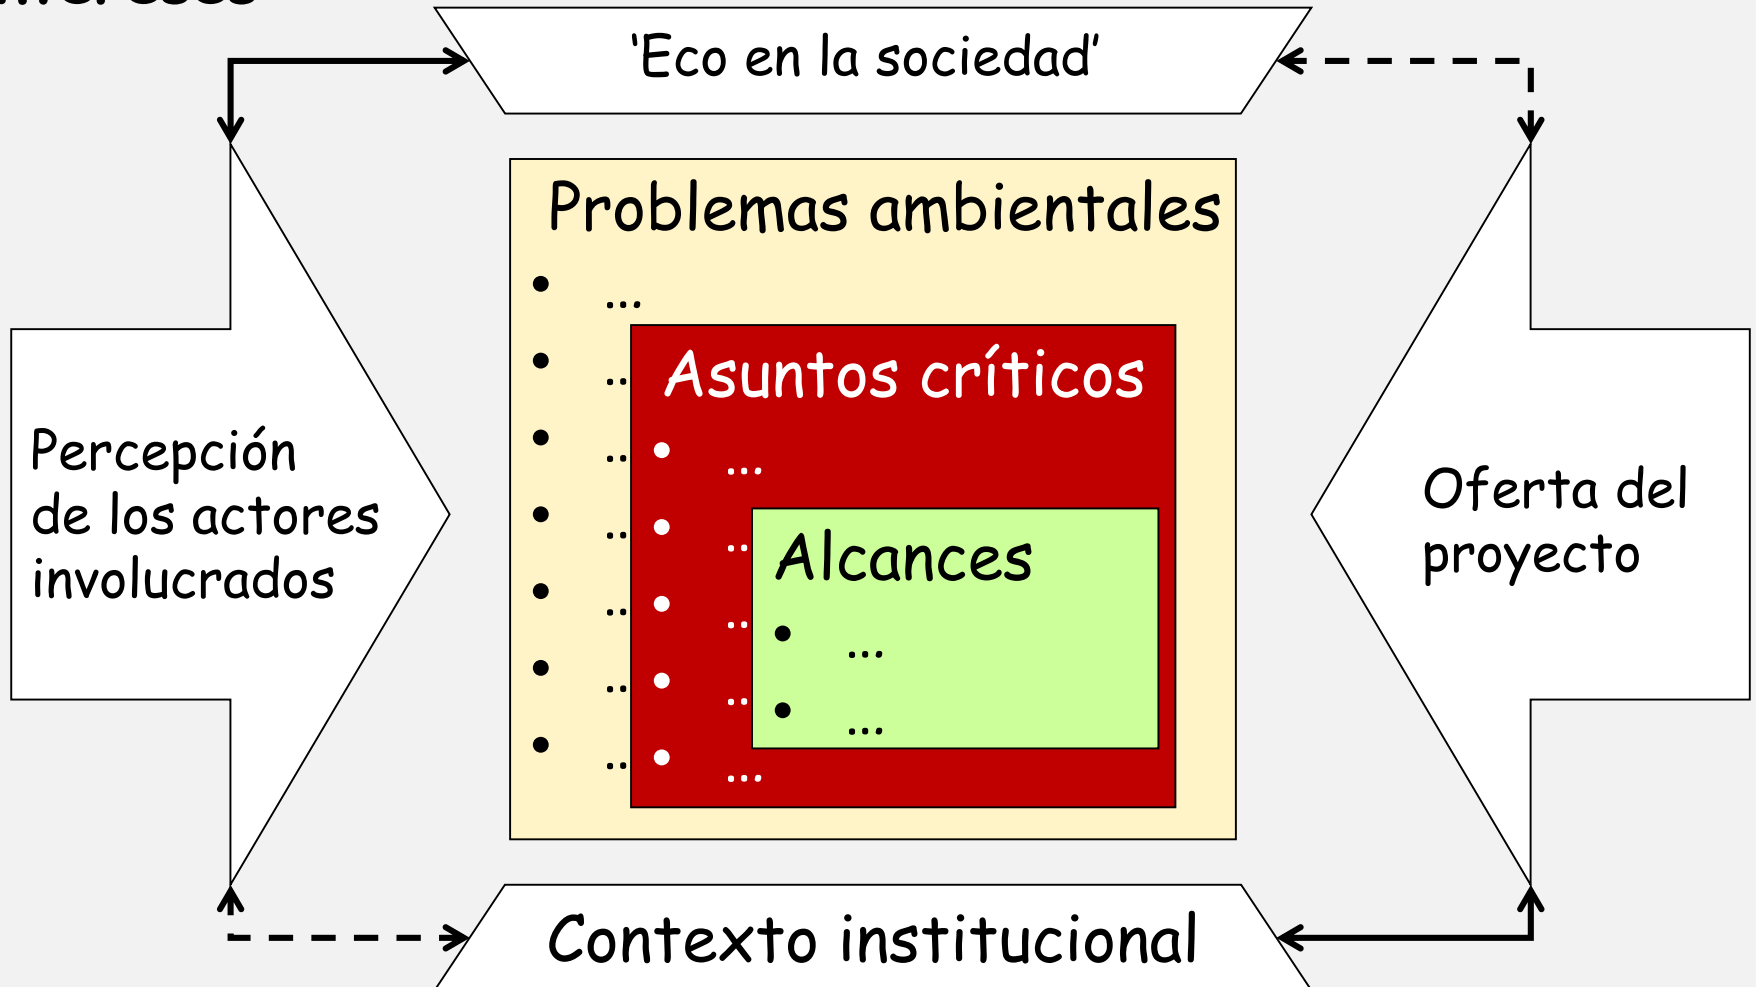 'Eco en la sociedad'
Problemas ambientales
• ...
• ..
• ..
• ..
• ..
• ..
• ..
Asuntos críticos
• ...
• ..
• ..
• ..
• ...
Alcances
• ...
• ...
Percepción
de los actores
involucrados
Oferta del
proyecto
Contexto institucional